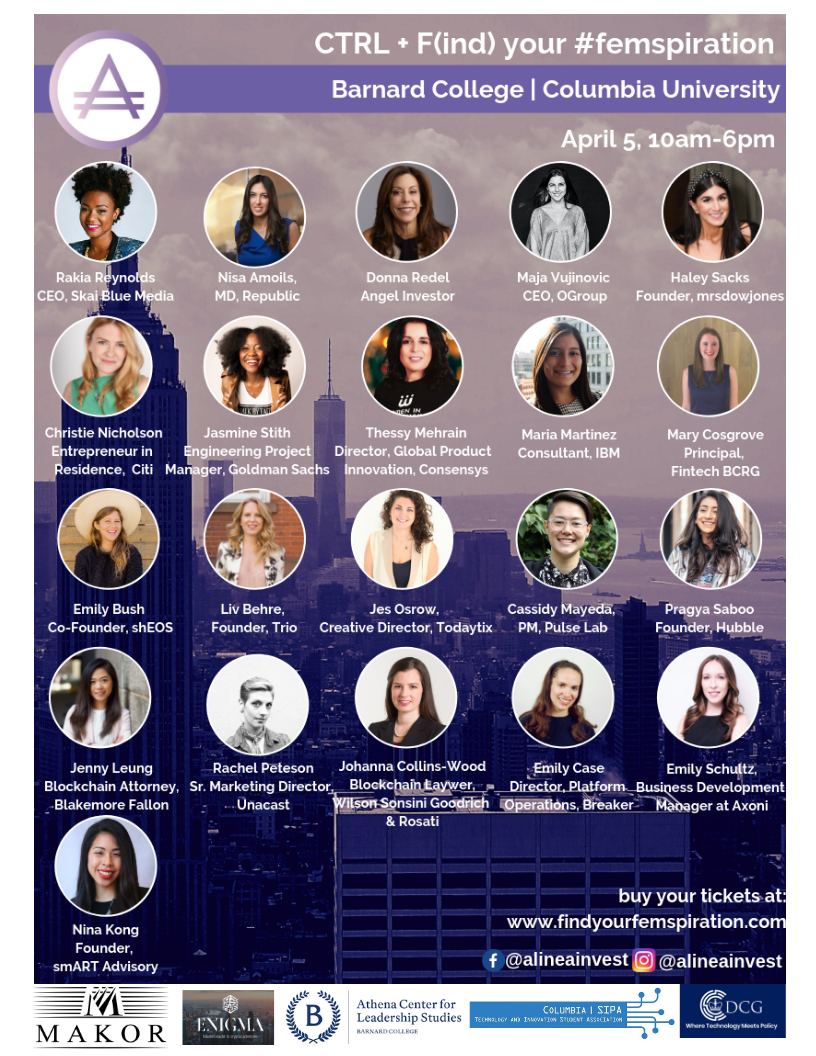 CTRL + F(ind) your #femspiration
Barnard College | Columbia University
April 5, 10am-6pm
Rakia Reynolds
CEO, Skai Blue Media
Nisa Amoils,
MD, Republic
Donna Redel
Angel Investor
Maja Vujinovic
CEO, OGroup
Haley Sacks
Founder, mrsdowjones
Christie Nicholson
Entrepreneur in
Residence, Citi
Jasmine Stith
Engineering Project
Manager, Goldman Sachs
Thessy Mehrain
Director, Global Product
Innovation, Consensys
Maria Martinez
Consultant, IBM
Mary Cosgrove
Principal,
Fintech BCRG
Emily Bush
Co-Founder, shEOS
Liv Behre,
Founder, Trio
Jes Osrow,
Creative Director, Todaytix
Cassidy Mayeda,
PM, Pulse Lab
Pragya Saboo
Founder, Hubble
Jenny Leung
Blockchain Attorney,
Blakemore Fallon
Rachel Peteson
Sr. Marketing Director,
Unacast
Johanna Collins-Wood
Blockchain Laywer,
Wilson Sonsini Goodrich
& Rosati
Emily Case
Director, Platform
Operations, Breaker
Emily Schultz,
Business Development
Manager at Axoni
Nina Kong
Founder,
smART Advisory
buy your tickets at:
www.findyourfemspiration.com
@alineainvest @alineainvest
MAKOR
ENIGMA
B
Athena Center for
Leadership Studies
BARNARD COLLEGE
COLUMBIA | SIPA
TECHNOLOGY AND INNOVATION STUDENT ASSOCIATION
DCG
Where Technology Meets Policy